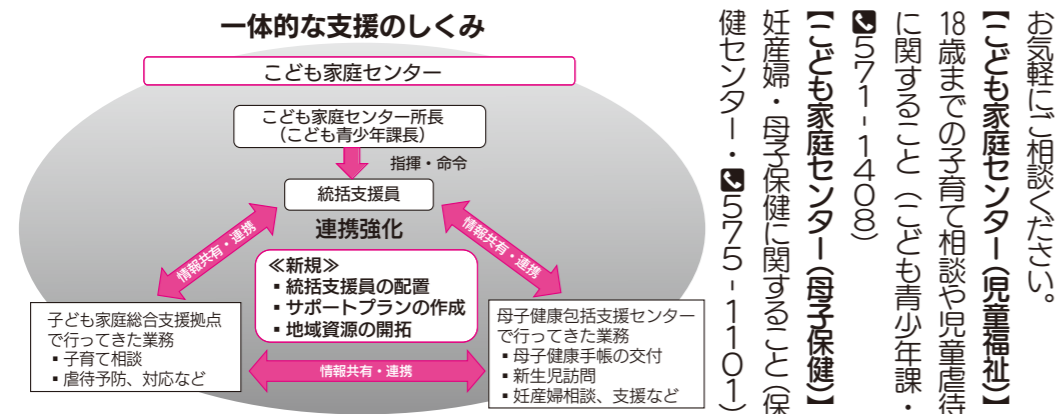 一体的な支援のしくみ
こども家庭センター
こども家庭センター所長
（こども青少年課長）
指揮・命令
統括支援員
連携強化
情報共有・連携
情報共有・連携
≪新規≫
▪統括支援員の配置
▪サポートプランの作成
▪地域資源の開拓
子ども家庭総合支援拠点
で行ってきた業務
▪子育て相談
▪虐待予防、対応など
情報共有・連携
母子健康包括支援センター
で行ってきた業務
▪母子健康手帳の交付
▪新生児訪問
▪妊産婦相談、支援など
お気軽にご相談ください。
【こども家庭センター（児童福祉）】
18歳までの子育て相談や児童虐待
に関すること（こども青少年課・
☎571-1408）
【こども家庭センター（母子保健）】
妊産婦・母子保健に関すること（保
健センター・☎575-1101）